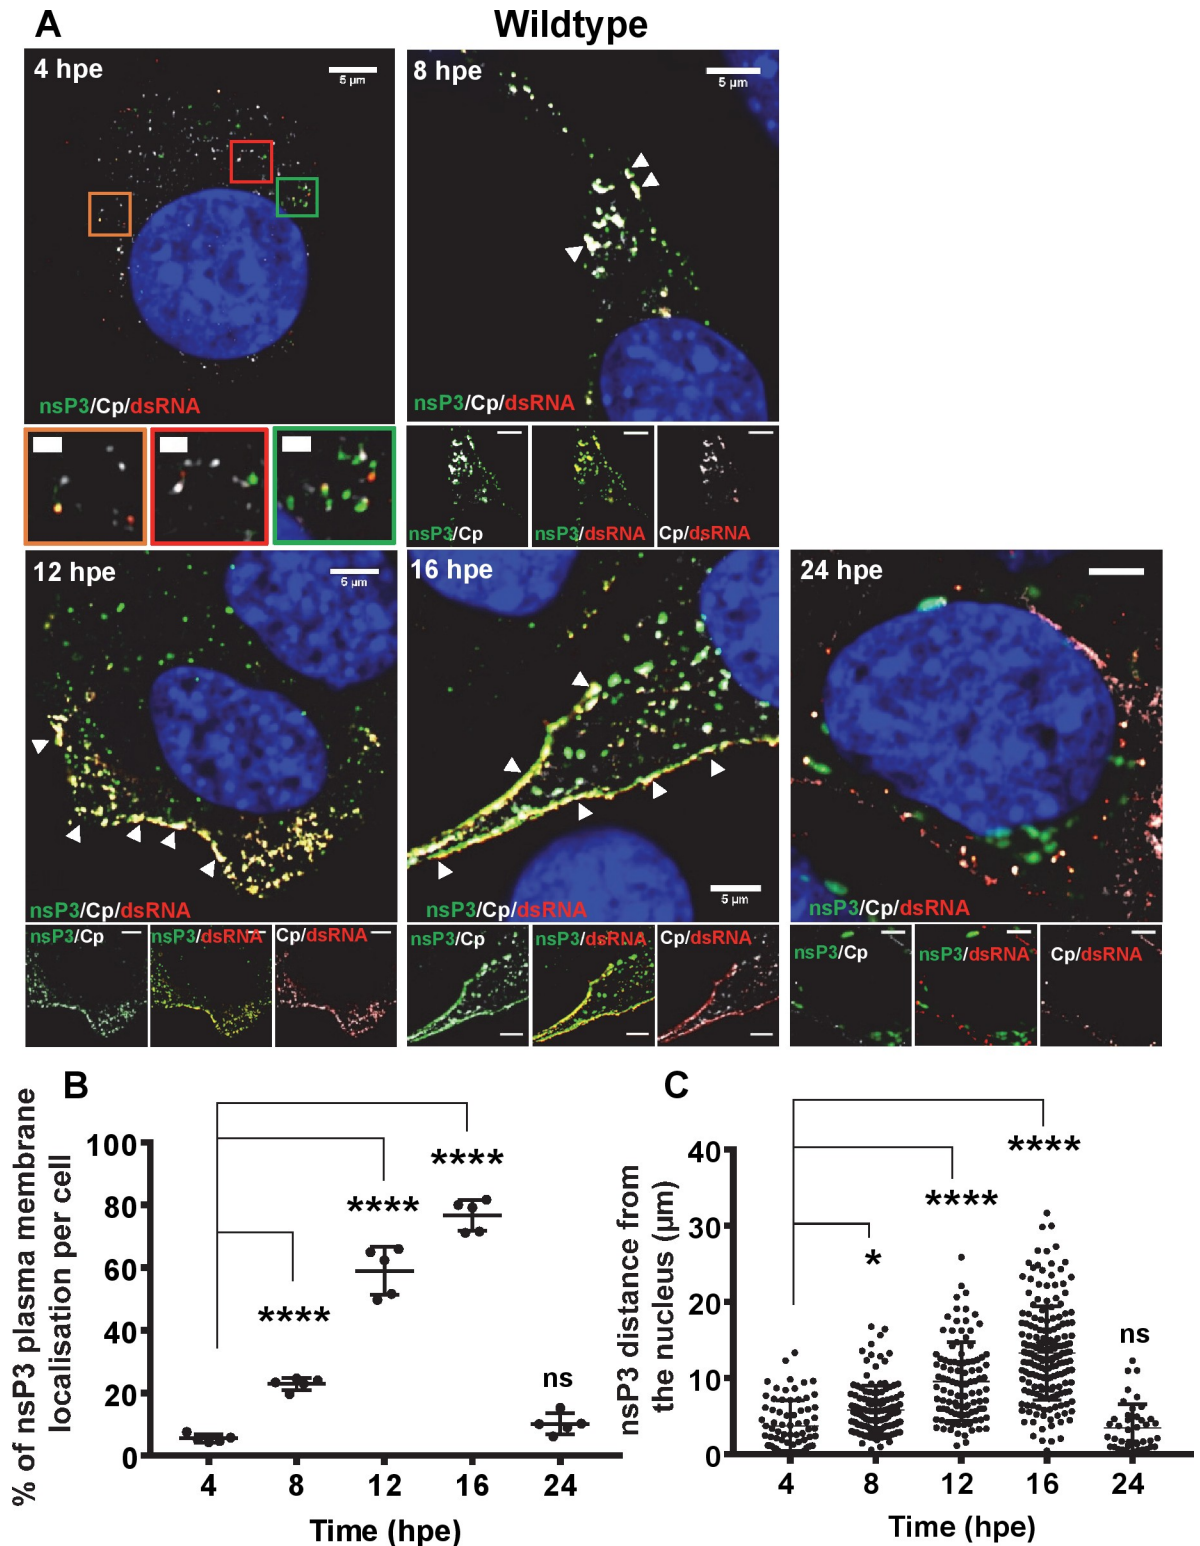 A
Wildtype
4 hpe
5 µm
nsP3/Cp/dsRNA
8 hpe
5 µm
nsP3/Cp/dsRNA
nsP3/Cp
nsP3/dsRNA
Cp/dsRNA
12 hpe
5 µm
nsP3/Cp/dsRNA
nsP3/Cp
nsP3/dsRNA
Cp/dsRNA
16 hpe
5 µm
nsP3/Cp/dsRNA
nsP3/Cp
nsP3/dsRNA
Cp/dsRNA
24 hpe
nsP3/Cp/dsRNA
nsP3/Cp
nsP3/dsRNA
Cp/dsRNA
B
% of nsP3 plasma membrane
localisation per cell
100
80
60
40
20
0
****
****
****
ns
4 8 12 16 24
Time (hpe)
C
nsP3 distance from
the nucleus (µm)
40
30
20
10
0
*
****
****
ns
4 8 12 16 24
Time (hpe)